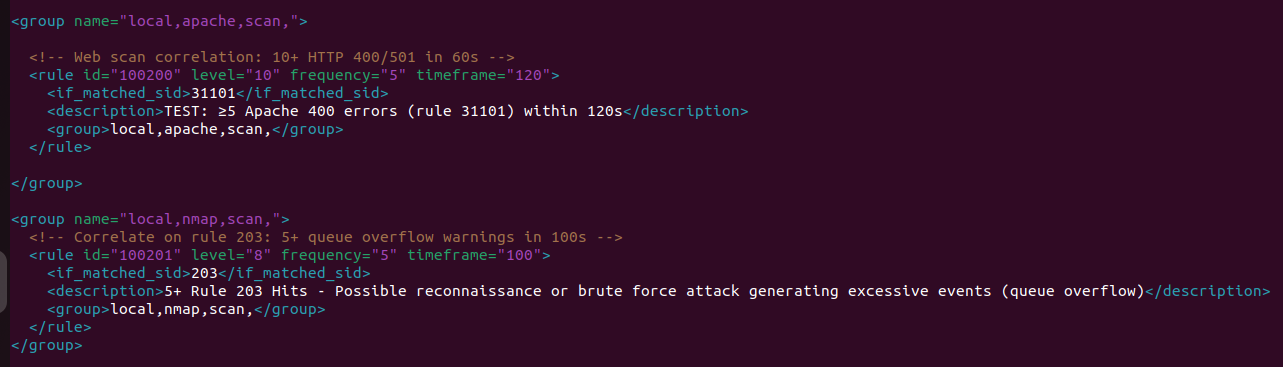 <group name="local,apache,scan,">
<!-- Web scan correlation: 10+ HTTP 400/501 in 60s -->
<rule id="100200" level="10" frequency="5" timeframe="120">
<if_matched_sid>31101</if_matched_sid>
<description>TEST: ≥5 Apache 400 errors (rule 31101) within 120s</description>
<group>local,apache,scan,</group>
</rule>
</group>
<group name="local,nmap,scan,">
<!-- Correlate on rule 203: 5+ queue overflow warnings in 100s -->
<rule id="100201" level="8" frequency="5" timeframe="100">
<if_matched_sid>203</if_matched_sid>
<description>5+ Rule 203 Hits - Possible reconnaissance or brute force attack generating excessive events (queue overflow)</description>
<group>local,nmap,scan,</group>
</rule>
</group>